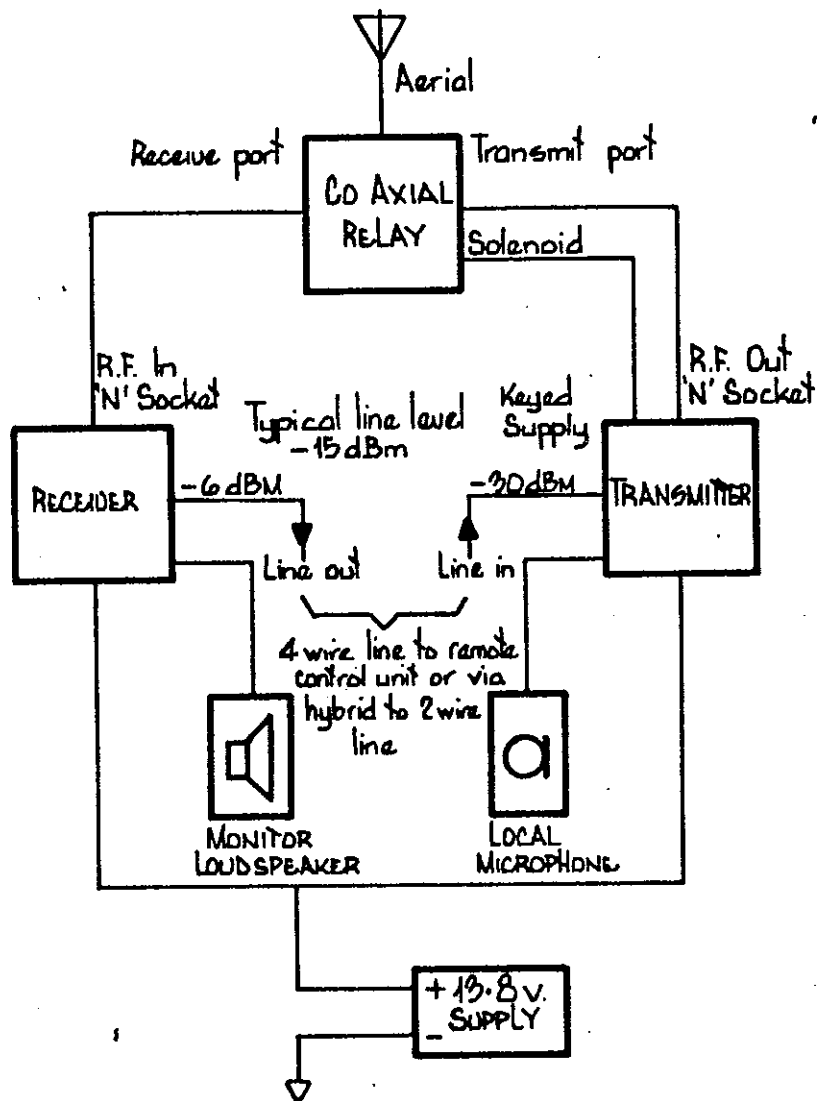 Aerial
Receive port
Transmit port
CO AXIAL
RELAY
Solenoid
R.F. In
'N' Socket
Typical line level
-15dBm
Keyed
Supply
R.F. Out
'N' Socket
RECEIVER
-6dBM
-30dBM
TRANSMITTER
Line out
Line in
4 wire line to remote
control unit or via
hybrid to 2 wire
line
MONITOR
LOUDSPEAKER
LOCAL
MICROPHONE
+ 13.8 v.
SUPPLY
-